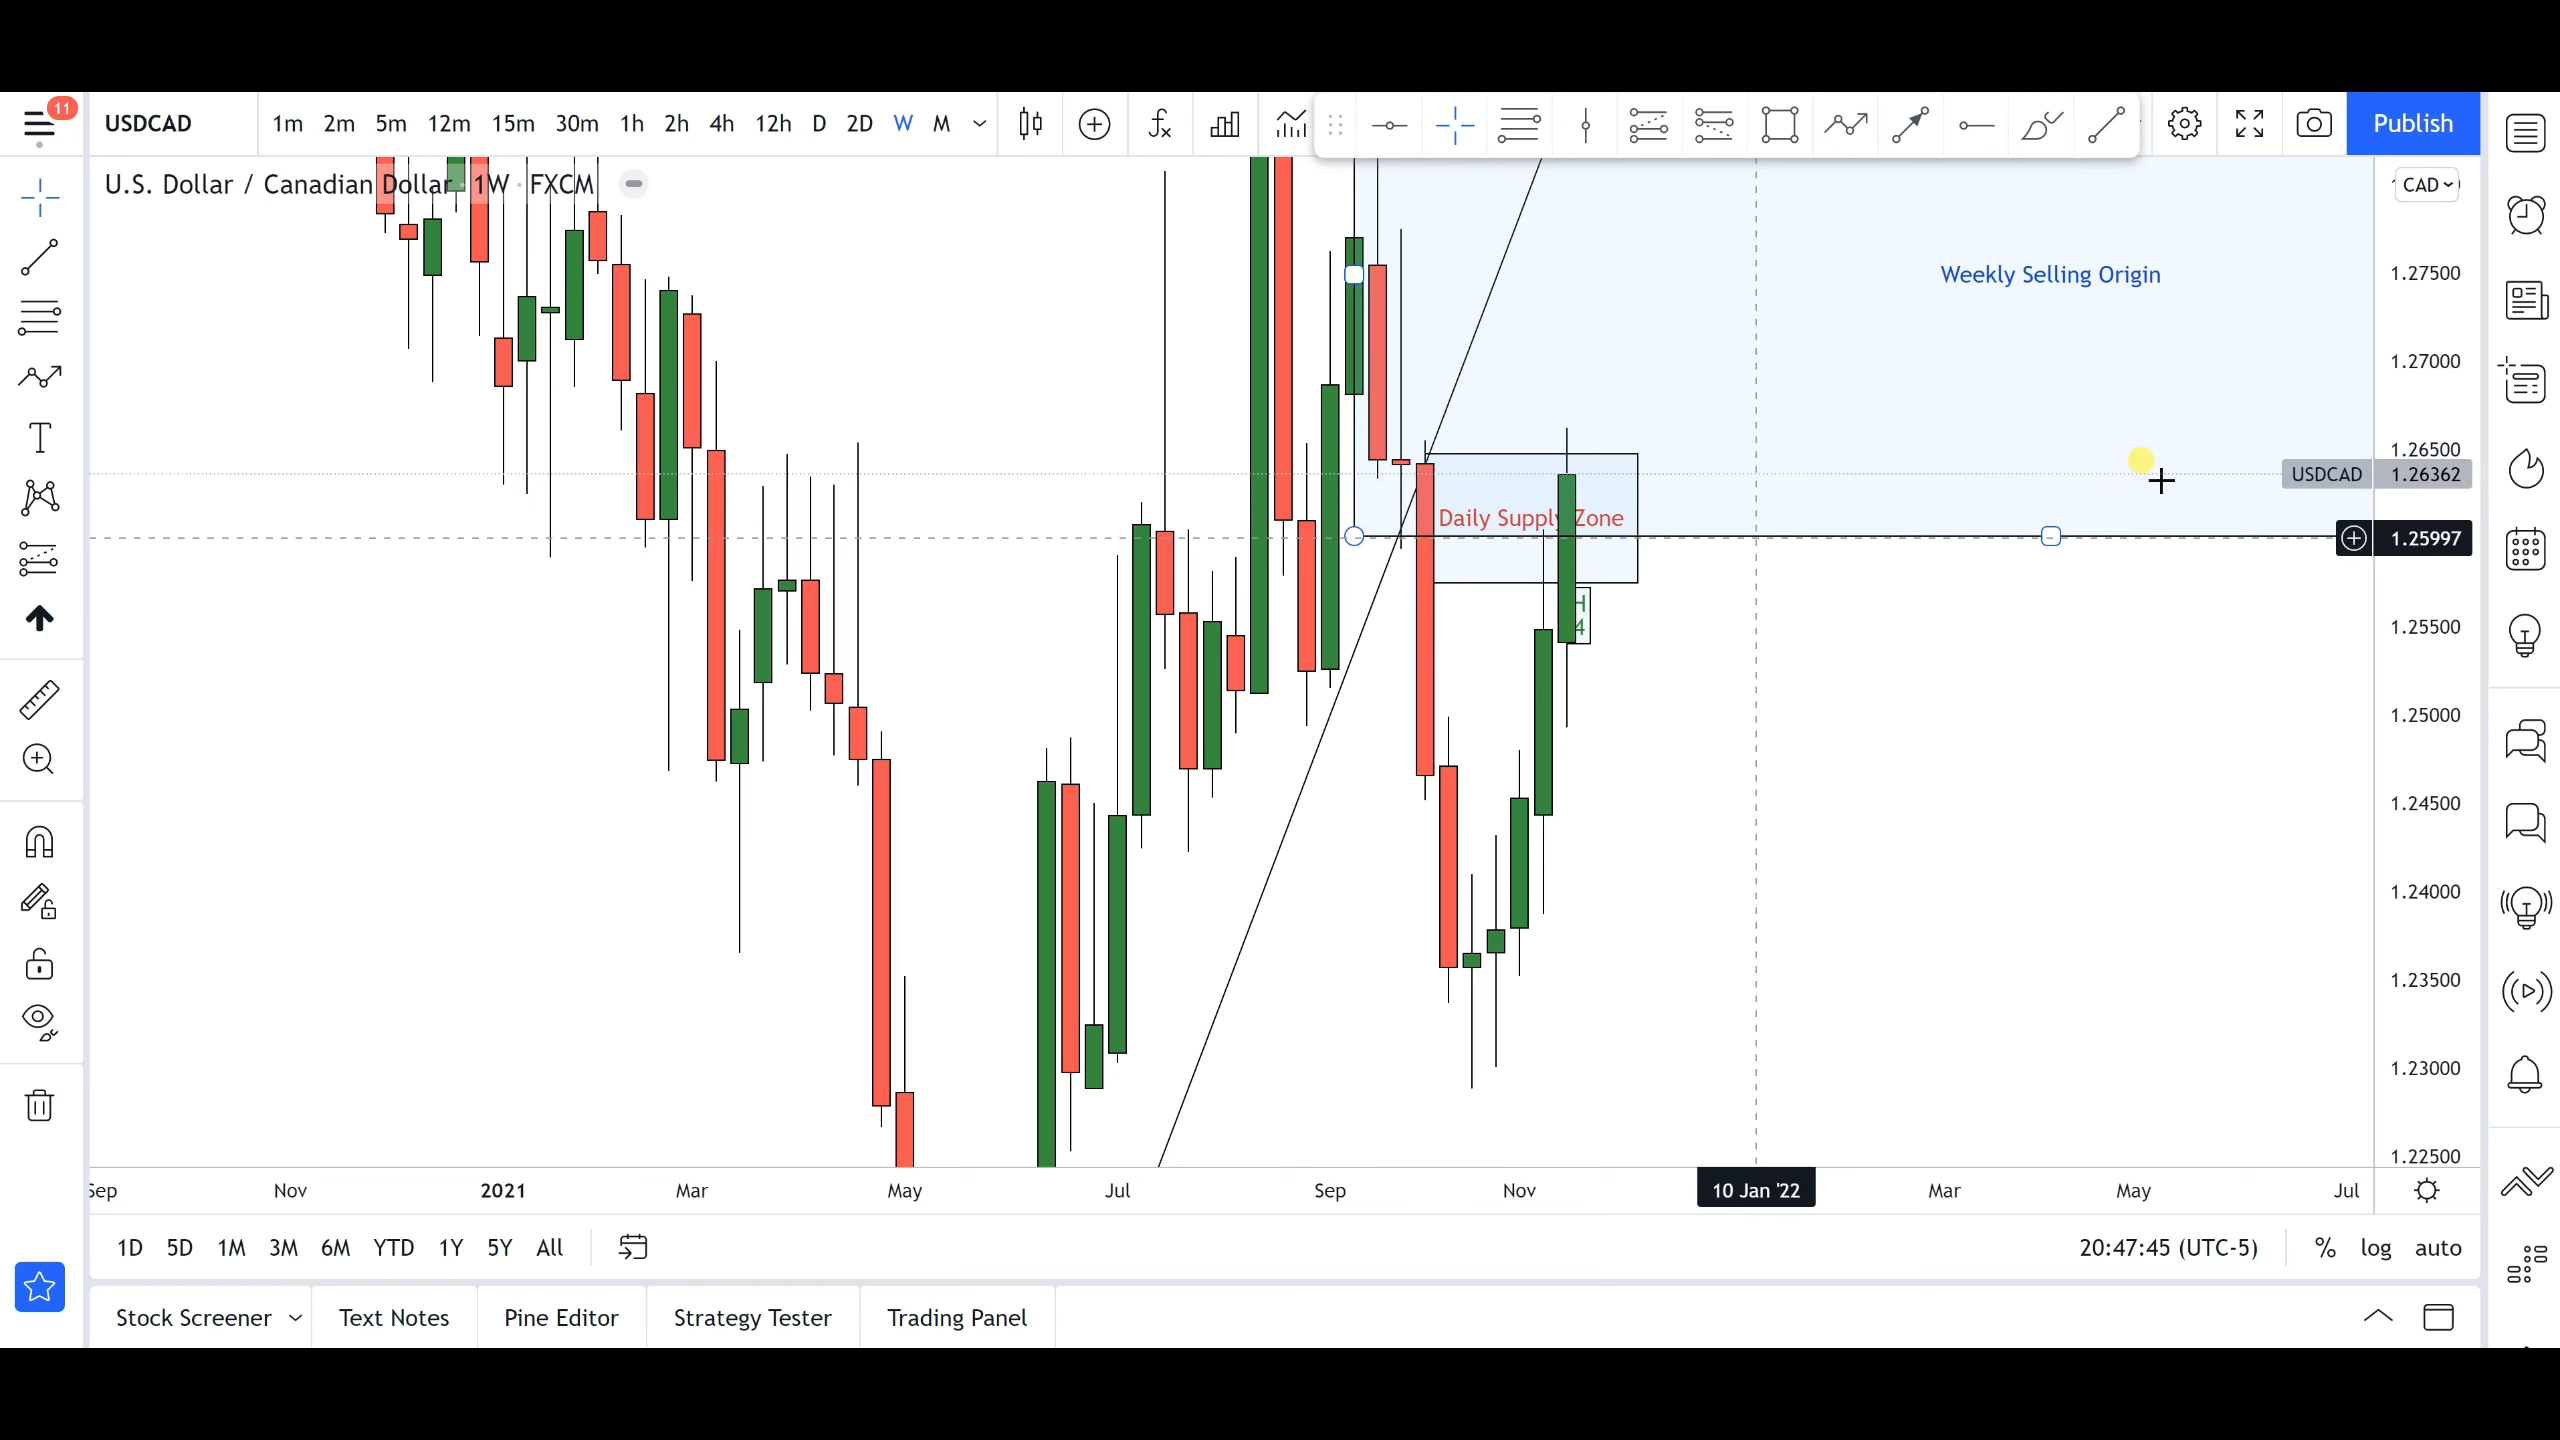 11
USDCAD 1m 2m 5m 12m 15m 30m 1h 2h 4h 12h D 2D W M Publish
U.S. Dollar / Canadian Dollar · 1W · FXCM
CAD
Weekly Selling Origin
1.27500
1.27000
1.26500
USDCAD 1.26362
Daily Supply Zone
1.25997
H
4
1.25500
1.25000
1.24500
1.24000
1.23500
1.23000
1.22500
Sep Nov 2021 Mar May Jul Sep Nov 10 Jan '22 Mar May Jul
1D 5D 1M 3M 6M YTD 1Y 5Y All 20:47:45 (UTC-5) % log auto
Stock Screener Text Notes Pine Editor Strategy Tester Trading Panel